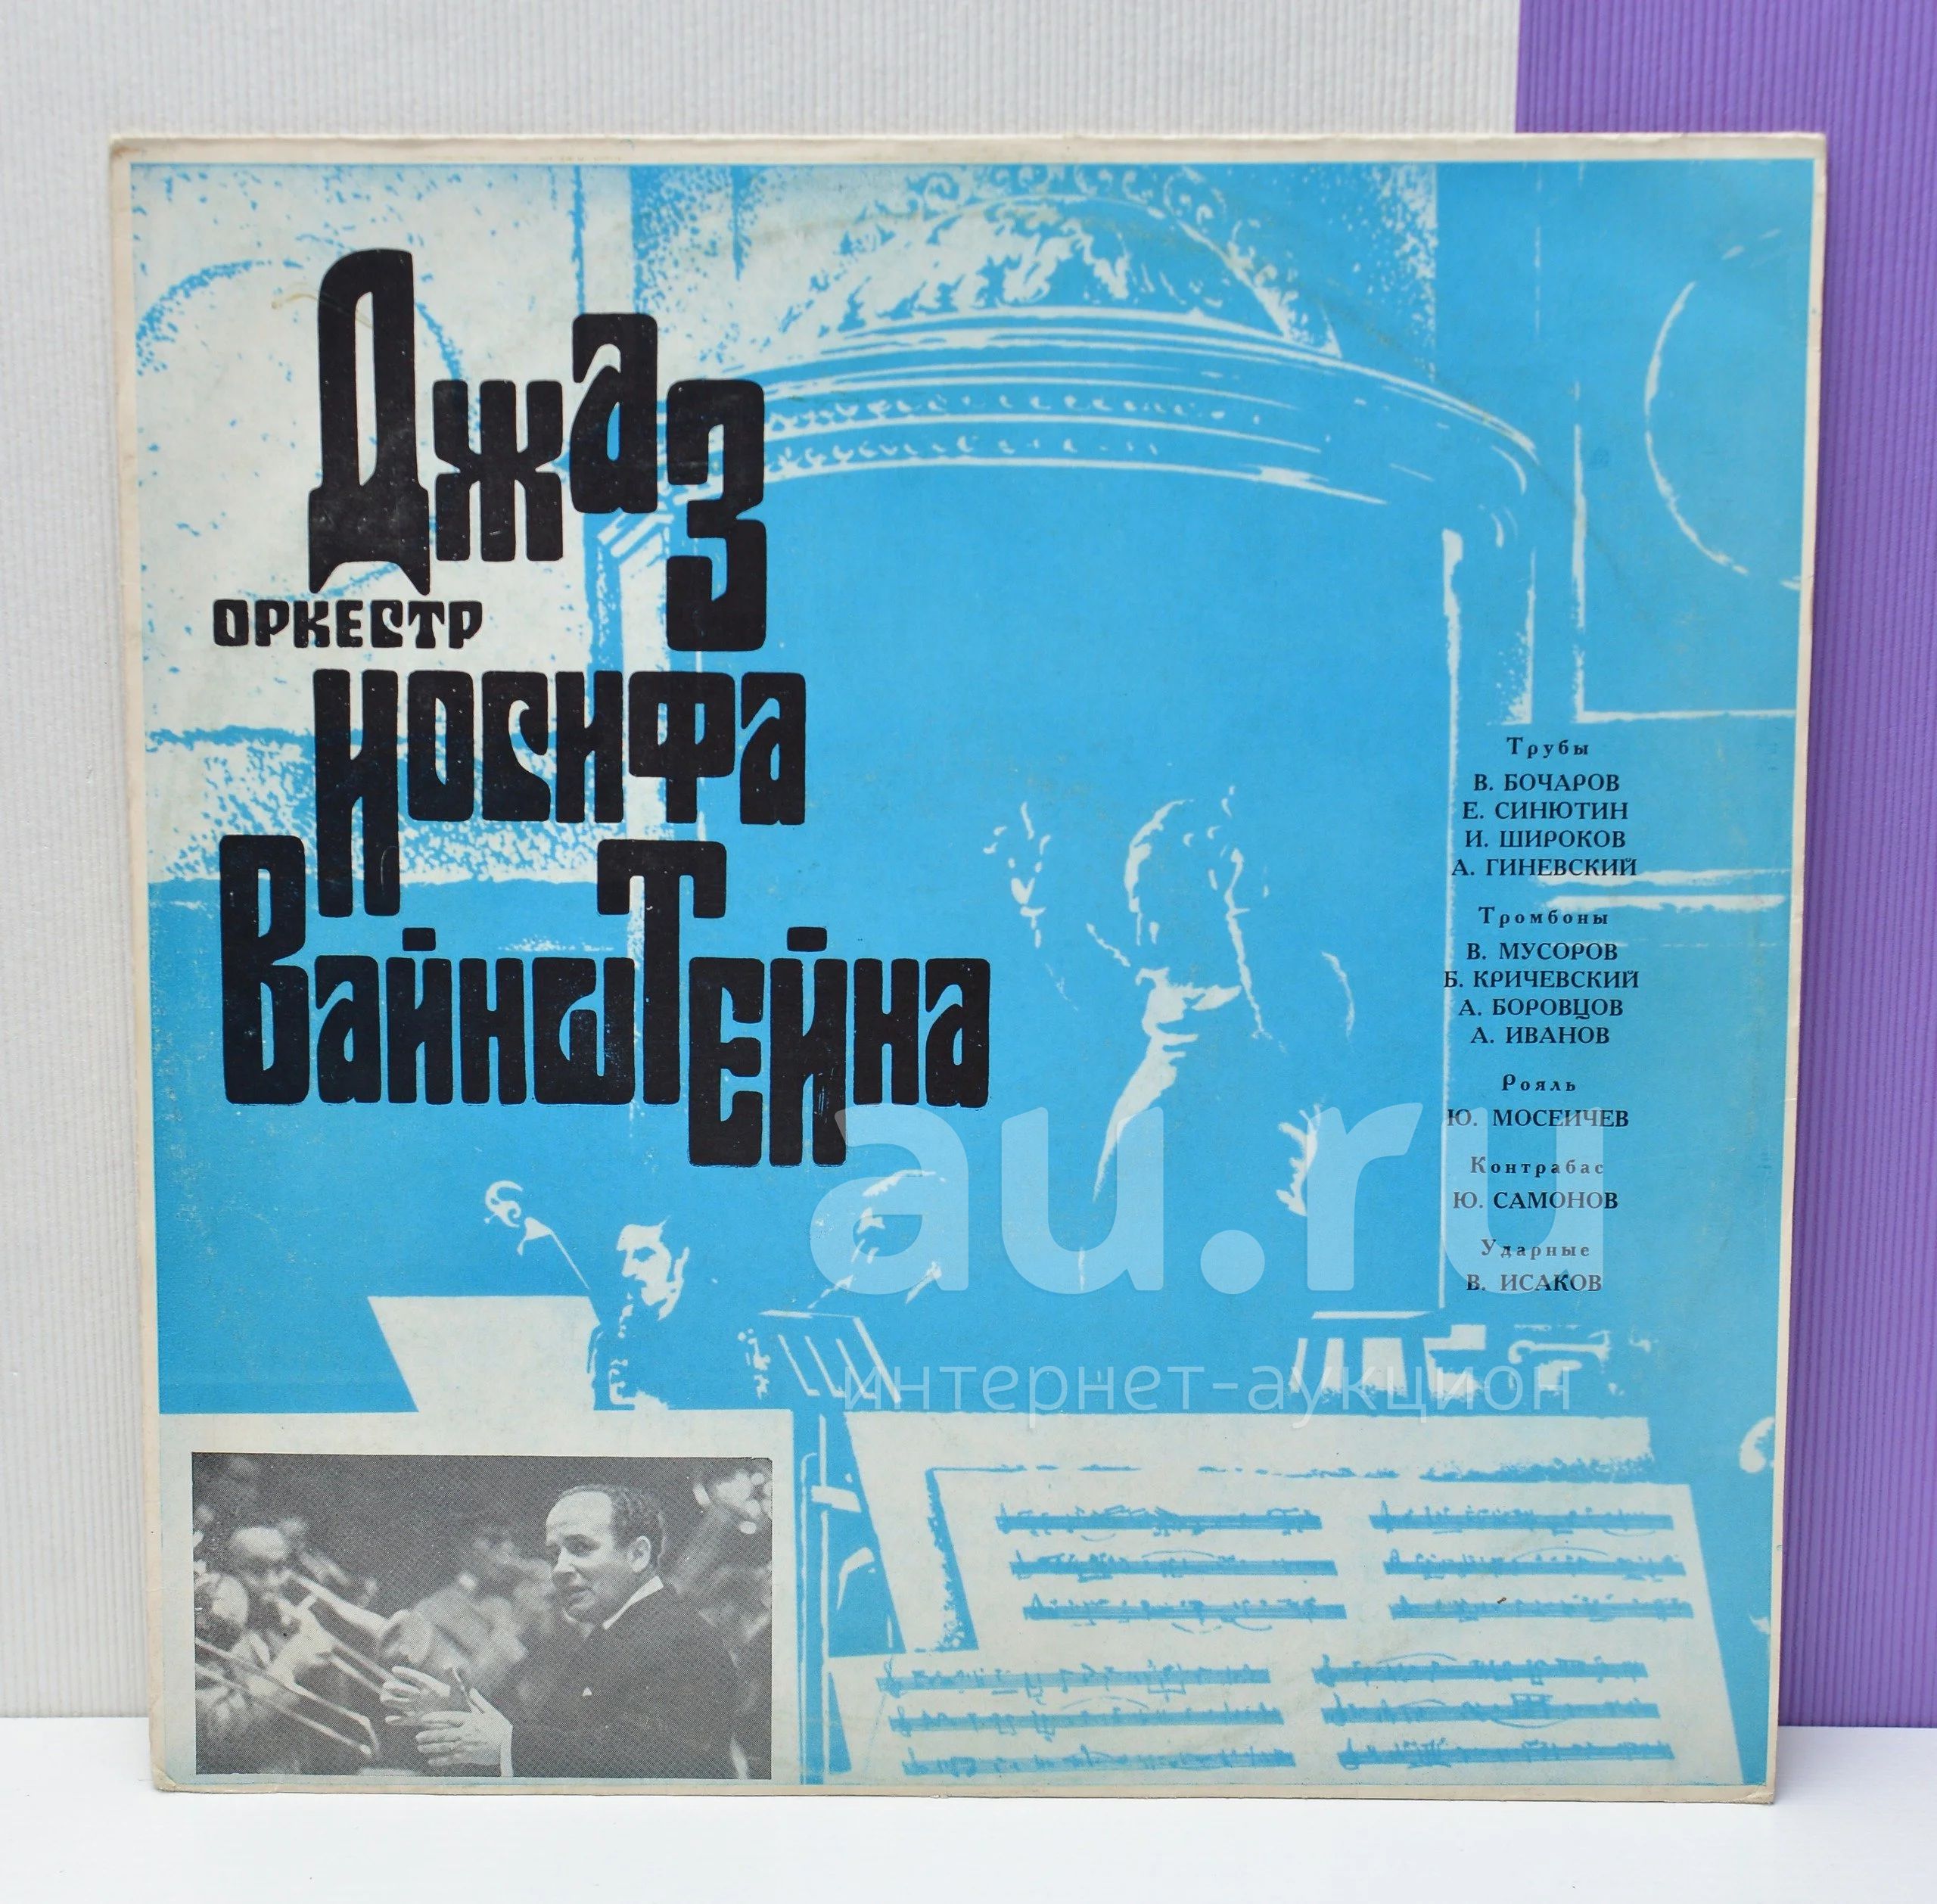 Джаз
оркестр
Иосифа
Вайнштейна
Трубы
В. БОЧАРОВ
Е. СИНЮТИН
И. ШИРОКОВ
А. ГИНЕВСКИЙ
Тромбоны
В. МУСОРОВ
Б. КРИЧЕВСКИЙ
А. БОРОВЦОВ
А. ИВАНОВ
Рояль
Ю. МОСЕИЧЕВ
Контрабас
Ю. САМОНОВ
Ударные
В. ИСАКОВ
au.ru
интернет-аукцион